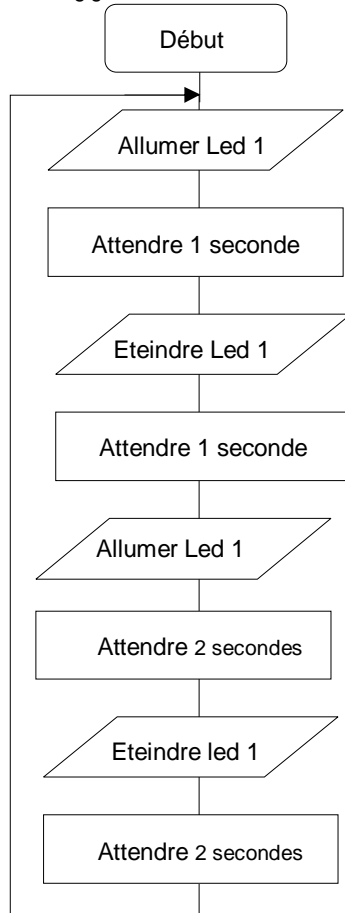 Début
Allumer Led 1
Attendre 1 seconde
Eteindre Led 1
Attendre 1 seconde
Allumer Led 1
Attendre 2 secondes
Eteindre led 1
Attendre 2 secondes